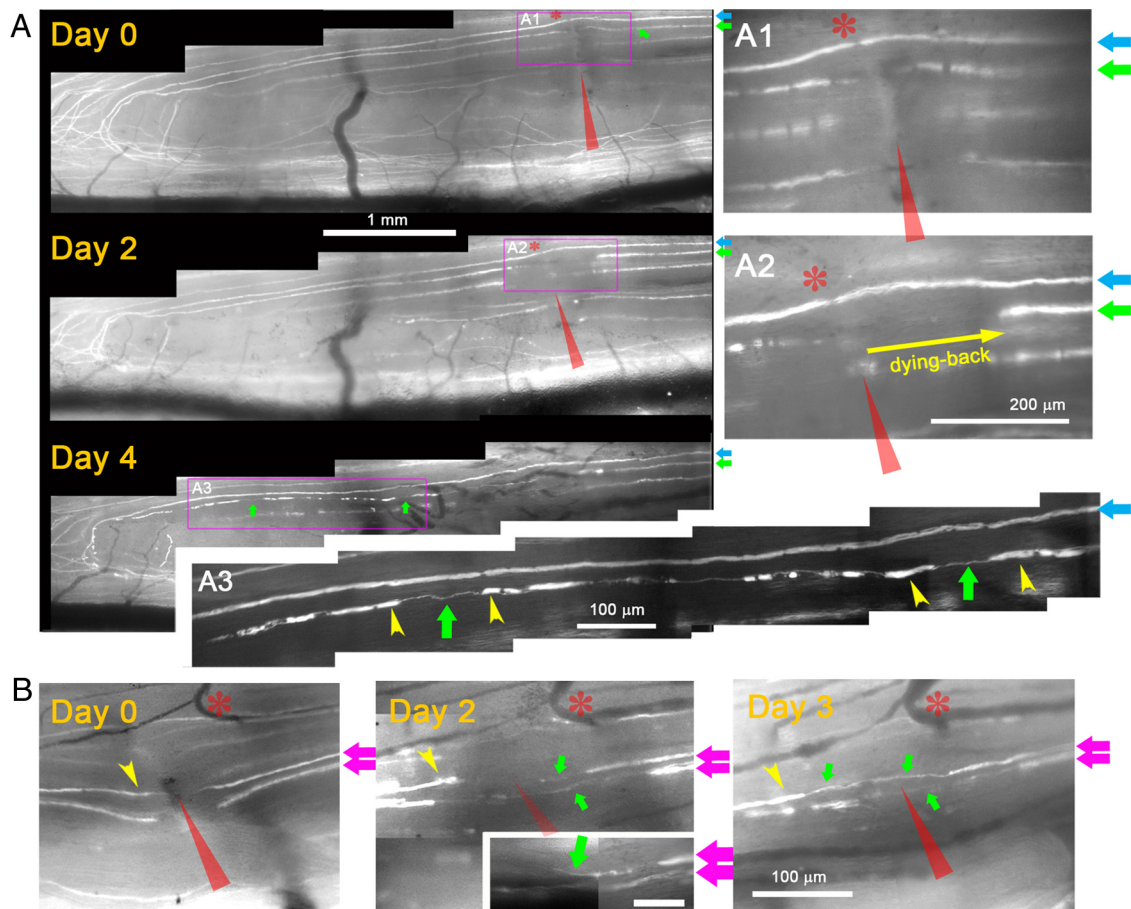 A
Day 0
A1
*
A1
*
1 mm
Day 2
A2
*
A2
*
dying-back
200 μm
Day 4
A3
A3
100 μm
B
Day 0
*
Day 2
*
Day 3
*
100 μm